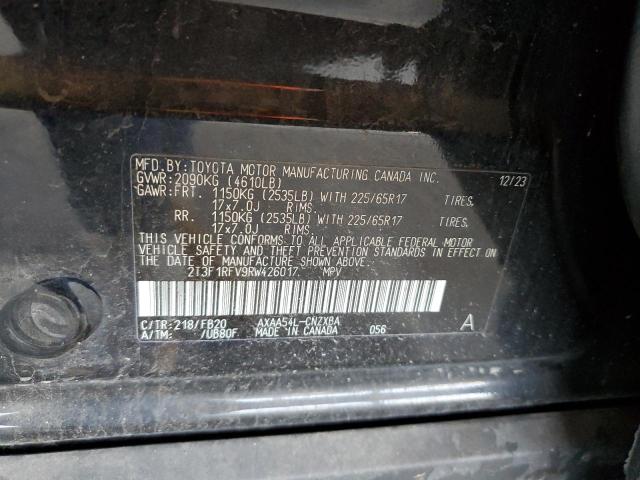 MFD.BY:TOYOTA MOTOR MANUFACTURING CANADA INC. 12/23
GVWR:2090KG (4610LB)
GAWR:FRT. 1150KG (2535LB) WITH 225/65R17 TIRES.
17x7.0J RIMS.
RR. 1150KG (2535LB) WITH 225/65R17 TIRES.
17x7.0J RIMS.
THIS VEHICLE CONFORMS TO ALL APPLICABLE FEDERAL MOTOR
VEHICLE SAFETY AND THEFT PREVENTION STANDARDS IN EFFECT ON
THE DATE OF MANUFACTURE SHOWN ABOVE.
2T3F1RFV9RW426017. MPV
C/TR:218/FB20 AXAA54L-CNZXBA A
A/TM: /UB80F MADE IN CANADA 056